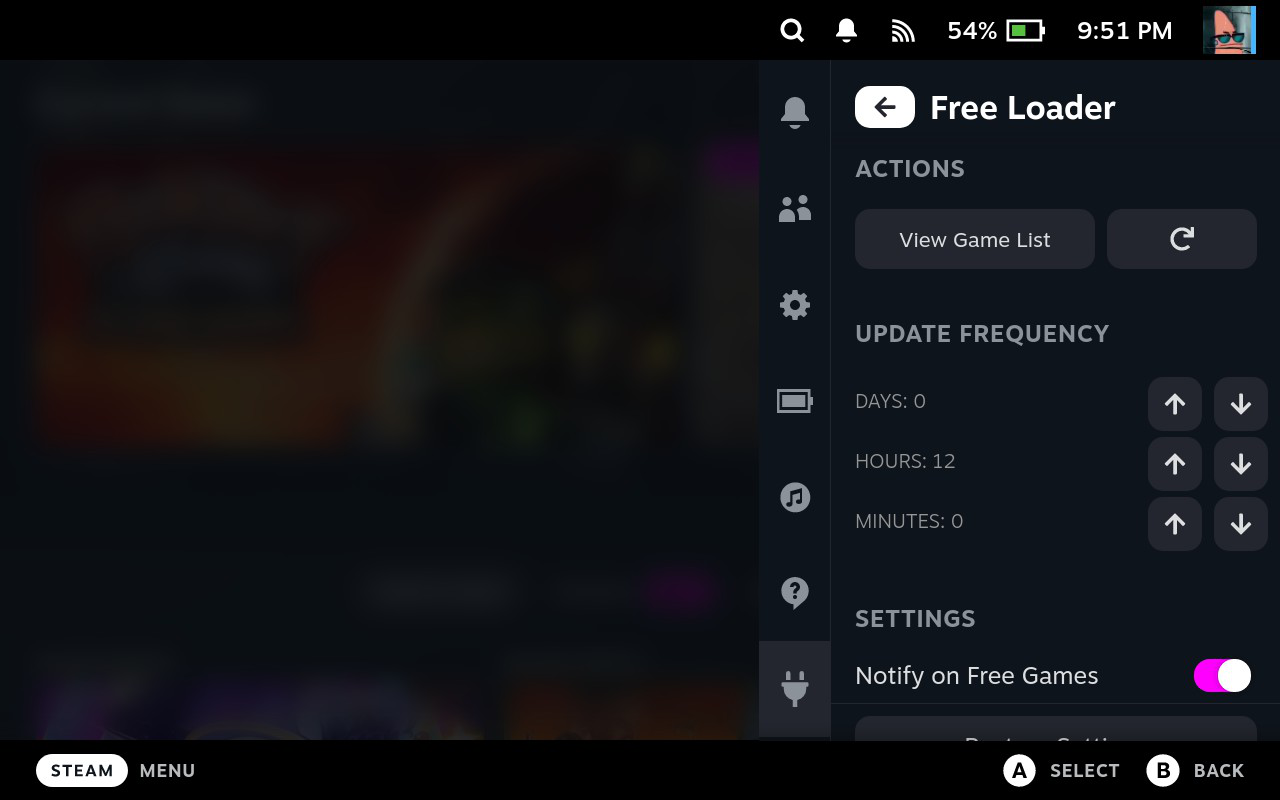 54% 9:51 PM
Free Loader
ACTIONS
View Game List
UPDATE FREQUENCY
DAYS: 0
HOURS: 12
MINUTES: 0
SETTINGS
Notify on Free Games
STEAM MENU
A SELECT B BACK